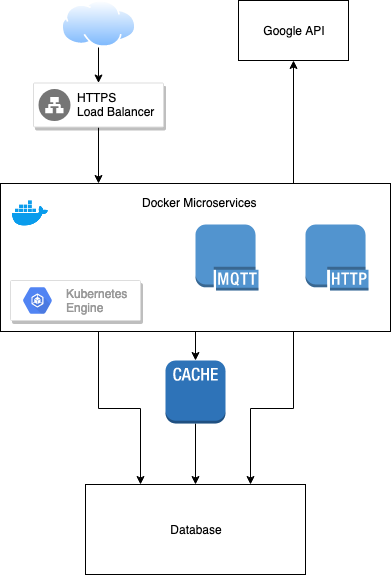 Google API
HTTPS
Load Balancer
Docker Microservices
MQTT
HTTP
Kubernetes
Engine
CACHE
Database